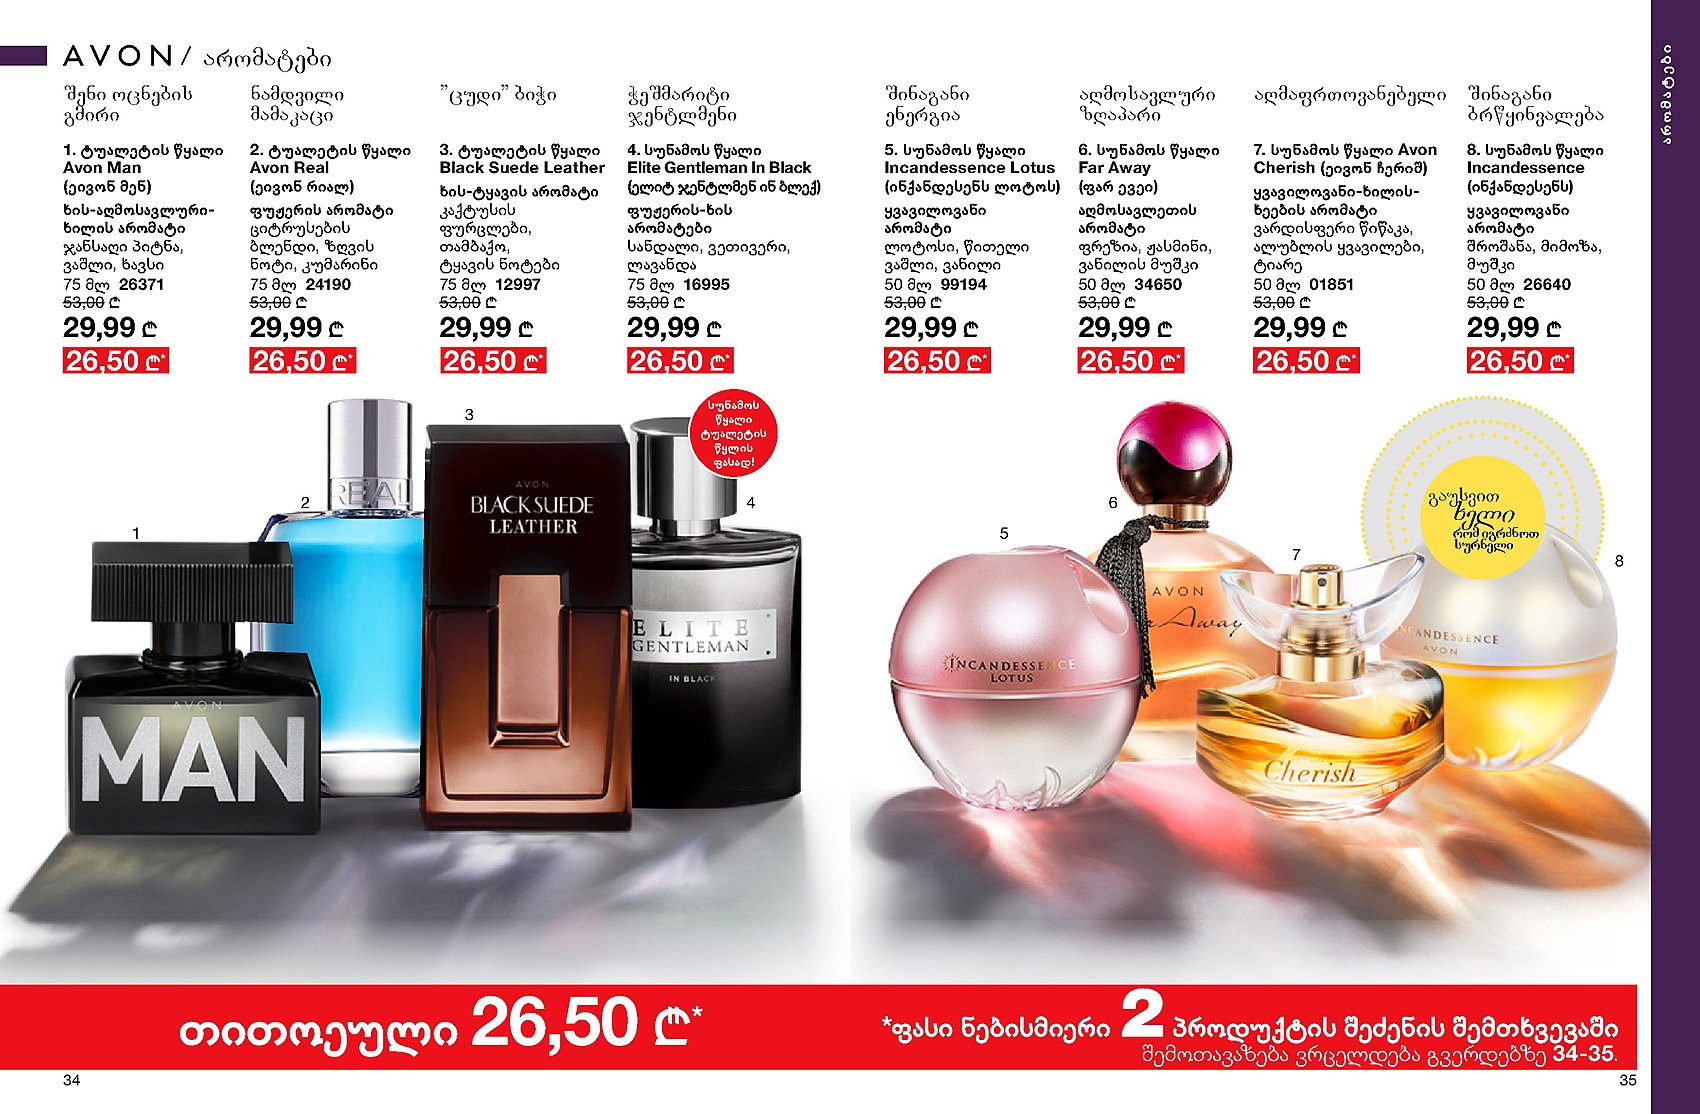 AVON/ არომატები
შენი ოცნების
გმირი
1. ტუალეტის წყალი
Avon Man
(ეივონ მენ)
ხის-აღმოსავლური-
ხილის არომატი
ჯანსაღი პიტნა,
ვაშლი, ხავსი
75 მლ 26371
53,00 ₾
29,99 ₾
26,50 ₾*
ნამდვილი
მამაკაცი
2. ტუალეტის წყალი
Avon Real
(ეივონ რიალ)
ფუჟერის არომატი
ციტრუსების
ბლენდი, ზღვის
ნოტი, კუმარინი
75 მლ 24190
53,00 ₾
29,99 ₾
26,50 ₾*
”ცუდი” ბიჭი
3. ტუალეტის წყალი
Black Suede Leather
ხის-ტყავის არომატი
კაქტუსის
ფურცლები,
თამბაქო,
ტყავის ნოტები
75 მლ 12997
53,00 ₾
29,99 ₾
26,50 ₾*
ჭეშმარიტი
ჯენტლმენი
4. სუნამოს წყალი
Elite Gentleman In Black
(ელიტ ჯენტლმენ ინ ბლექ)
ფუჟერის-ხის
არომატები
სანდალი, ვეთივერი,
ლავანდა
75 მლ 16995
53,00 ₾
29,99 ₾
26,50 ₾*
შინაგანი
ენერგია
5. სუნამოს წყალი
Incandessence Lotus
(ინქანდესენს ლოტოს)
ყვავილოვანი
არომატი
ლოტოსი, წითელი
ვაშლი, ვანილი
50 მლ 99194
53,00 ₾
29,99 ₾
26,50 ₾*
აღმოსავლური
ზღაპარი
6. სუნამოს წყალი
Far Away
(ფარ ევეი)
აღმოსავლეთის
არომატი
ფრეზია, ჟასმინი,
ვანილის მუშკი
50 მლ 34650
53,00 ₾
29,99 ₾
26,50 ₾*
აღმაფრთოვანებელი
7. სუნამოს წყალი Avon
Cherish (ეივონ ჩერიშ)
ყვავილოვანი-ხილის-
ხეების არომატი
ვარდისფერი წიწაკა,
ალუბლის ყვავილები,
ტიარე
50 მლ 01851
53,00 ₾
29,99 ₾
26,50 ₾*
შინაგანი
ბრწყინვალება
8. სუნამოს წყალი
Incandessence
(ინქანდესენს)
ყვავილოვანი
არომატი
შროშანა, მიმოზა,
მუშკი
50 მლ 26640
53,00 ₾
29,99 ₾
26,50 ₾*
არომატები
სუნამოს
წყალი
ტუალეტის
წყლის
ფასად!
1
2
3
4
5
6
7
8
AVON
MAN
REAL
AVON
BLACK SUEDE
LEATHER
ELITE
GENTLEMAN
IN BLACK
INCANDESSENCE
LOTUS
AVON
Away
Cherish
INCANDESSENCE
AVON
გაუსვით
ხელი
რომ იგრძნოთ
სურნელი
თითოეული 26,50 ₾*
*ფასი ნებისმიერი 2 პროდუქტის შეძენის შემთხვევაში
შემოთავაზება ვრცელდება გვერდებზე 34-35.
34
35